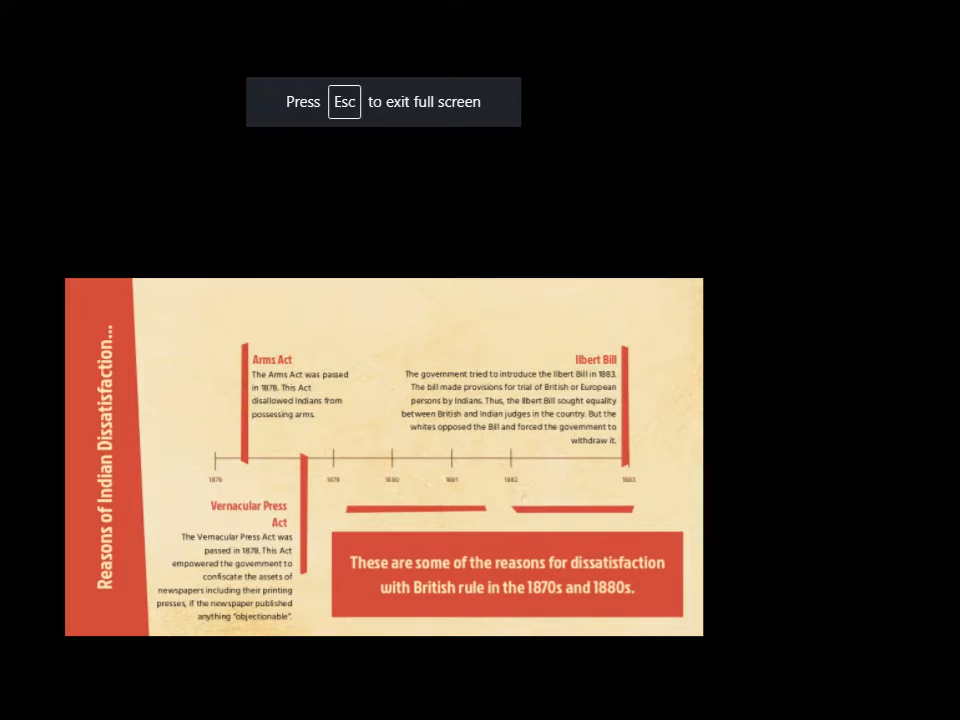 Press Esc to exit full screen
Reasons of Indian Dissatisfaction...
Arms Act
The Arms Act was passed
in 1878. This Act
disallowed Indians from
possessing arms.
Ilbert Bill
The government tried to introduce the Ilbert Bill in 1883.
The bill made provisions for trial of British or European
persons by Indians. Thus, the Ilbert Bill sought equality
between British and Indian judges in the country. But the
whites opposed the Bill and forced the government to
withdraw it.
1879 1880 1881 1882 1883
Vernacular Press
Act
The Vernacular Press Act was
passed in 1878. This Act
empowered the government to
confiscate the assets of
newspapers including their printing
presses, if the newspaper published
anything "objectionable".
These are some of the reasons for dissatisfaction
with British rule in the 1870s and 1880s.